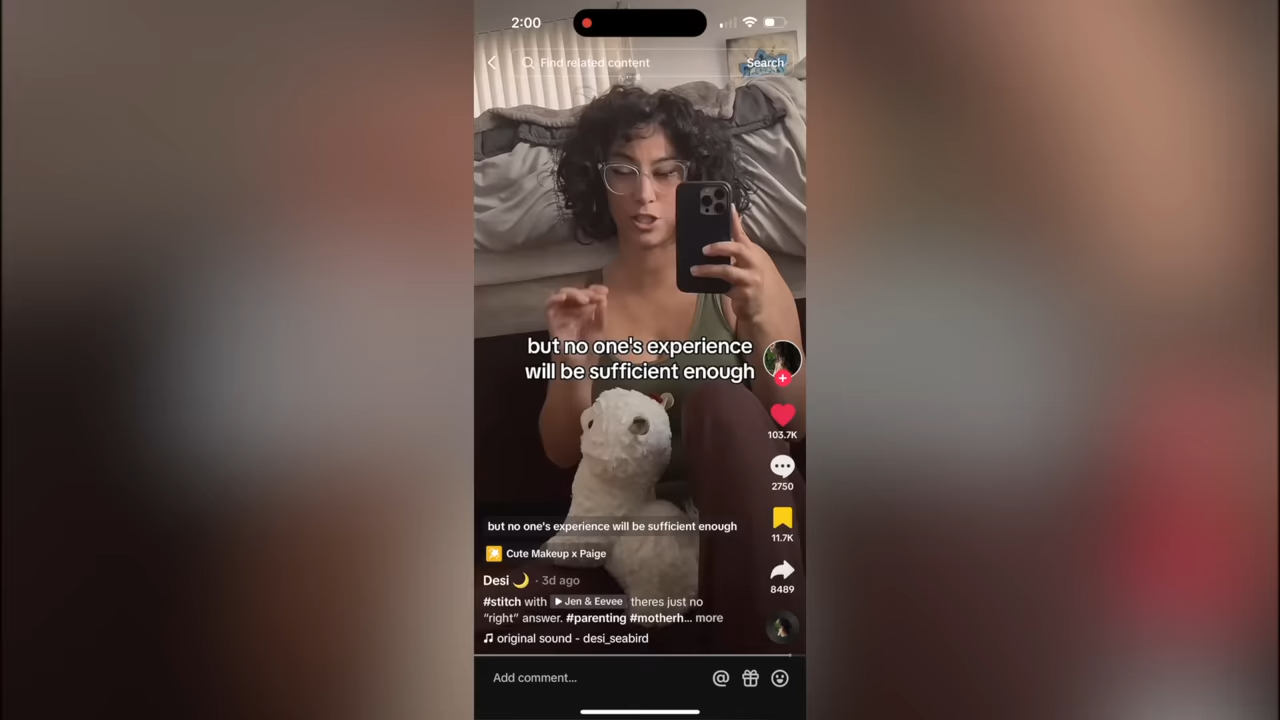 2:00
Find related content
Search
but no one's experience
will be sufficient enough
103.7K
2750
11.7K
8489
but no one's experience will be sufficient enough
Cute Makeup x Paige
Desi 🌙 · 3d ago
#stitch with ▶ Jen & Eevee theres just no
“right” answer. #parenting #motherh... more
♫ original sound - desi_seabird
Add comment...
@